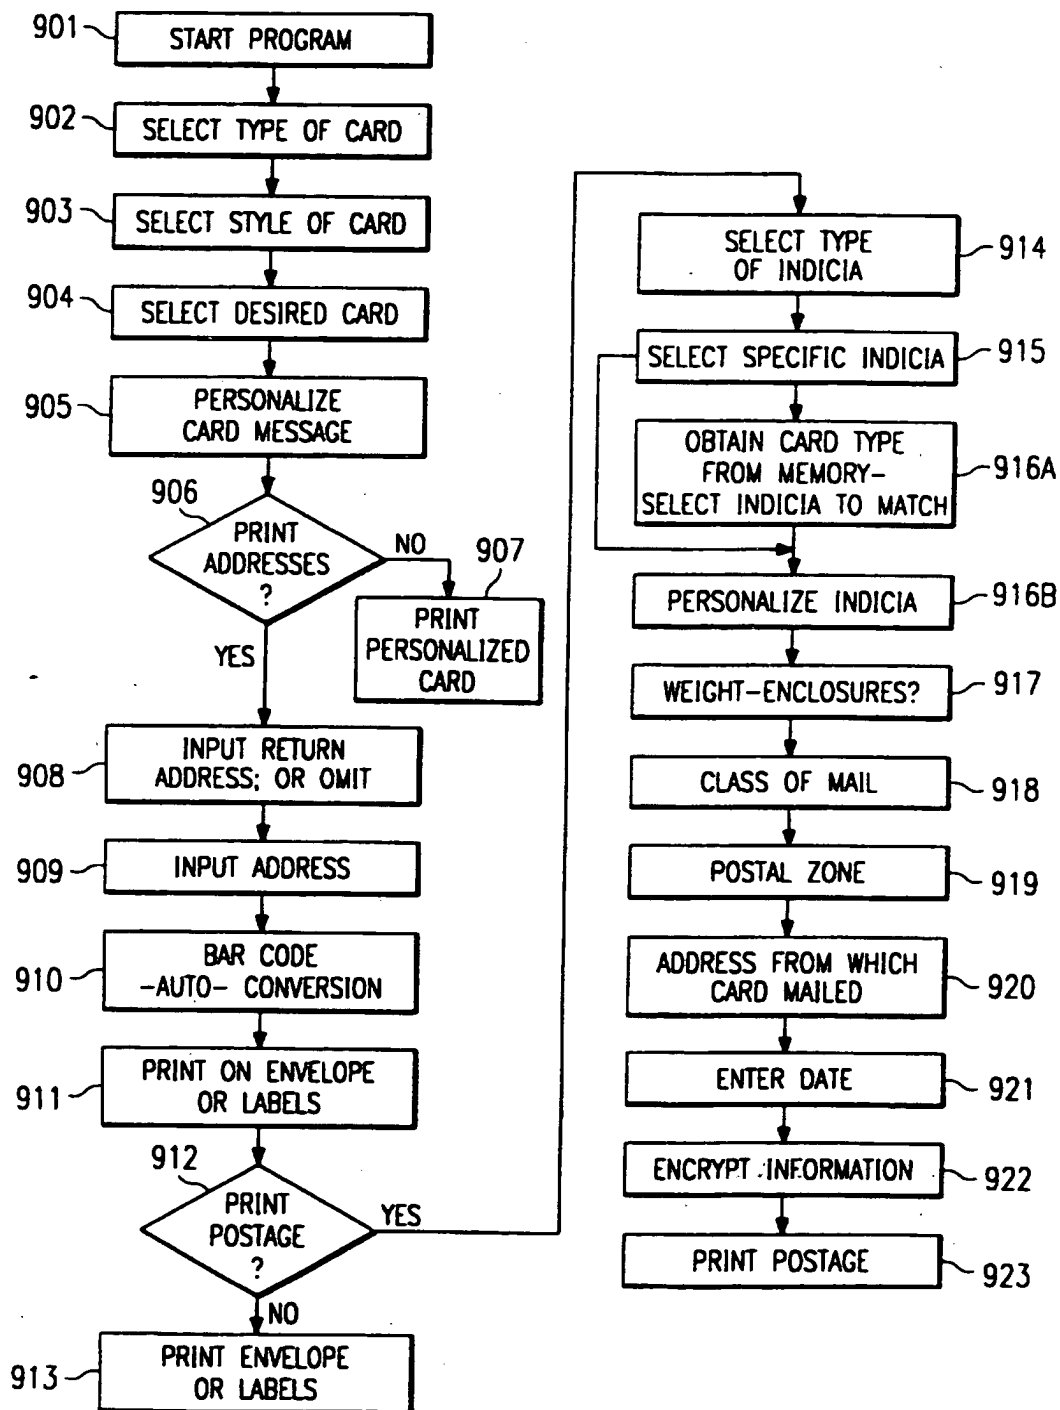 901
START PROGRAM
902
SELECT TYPE OF CARD
903
SELECT STYLE OF CARD
904
SELECT DESIRED CARD
905
PERSONALIZE
CARD MESSAGE
906
PRINT
ADDRESSES
?
NO
907
PRINT
PERSONALIZED
CARD
YES
908
INPUT RETURN
ADDRESS; OR OMIT
909
INPUT ADDRESS
910
BAR CODE
-AUTO- CONVERSION
911
PRINT ON ENVELOPE
OR LABELS
912
PRINT
POSTAGE
?
YES
NO
913
PRINT ENVELOPE
OR LABELS
SELECT TYPE
OF INDICIA
914
SELECT SPECIFIC INDICIA
915
OBTAIN CARD TYPE
FROM MEMORY-
SELECT INDICIA TO MATCH
916A
PERSONALIZE INDICIA
916B
WEIGHT-ENCLOSURES?
917
CLASS OF MAIL
918
POSTAL ZONE
919
ADDRESS FROM WHICH
CARD MAILED
920
ENTER DATE
921
ENCRYPT INFORMATION
922
PRINT POSTAGE
923